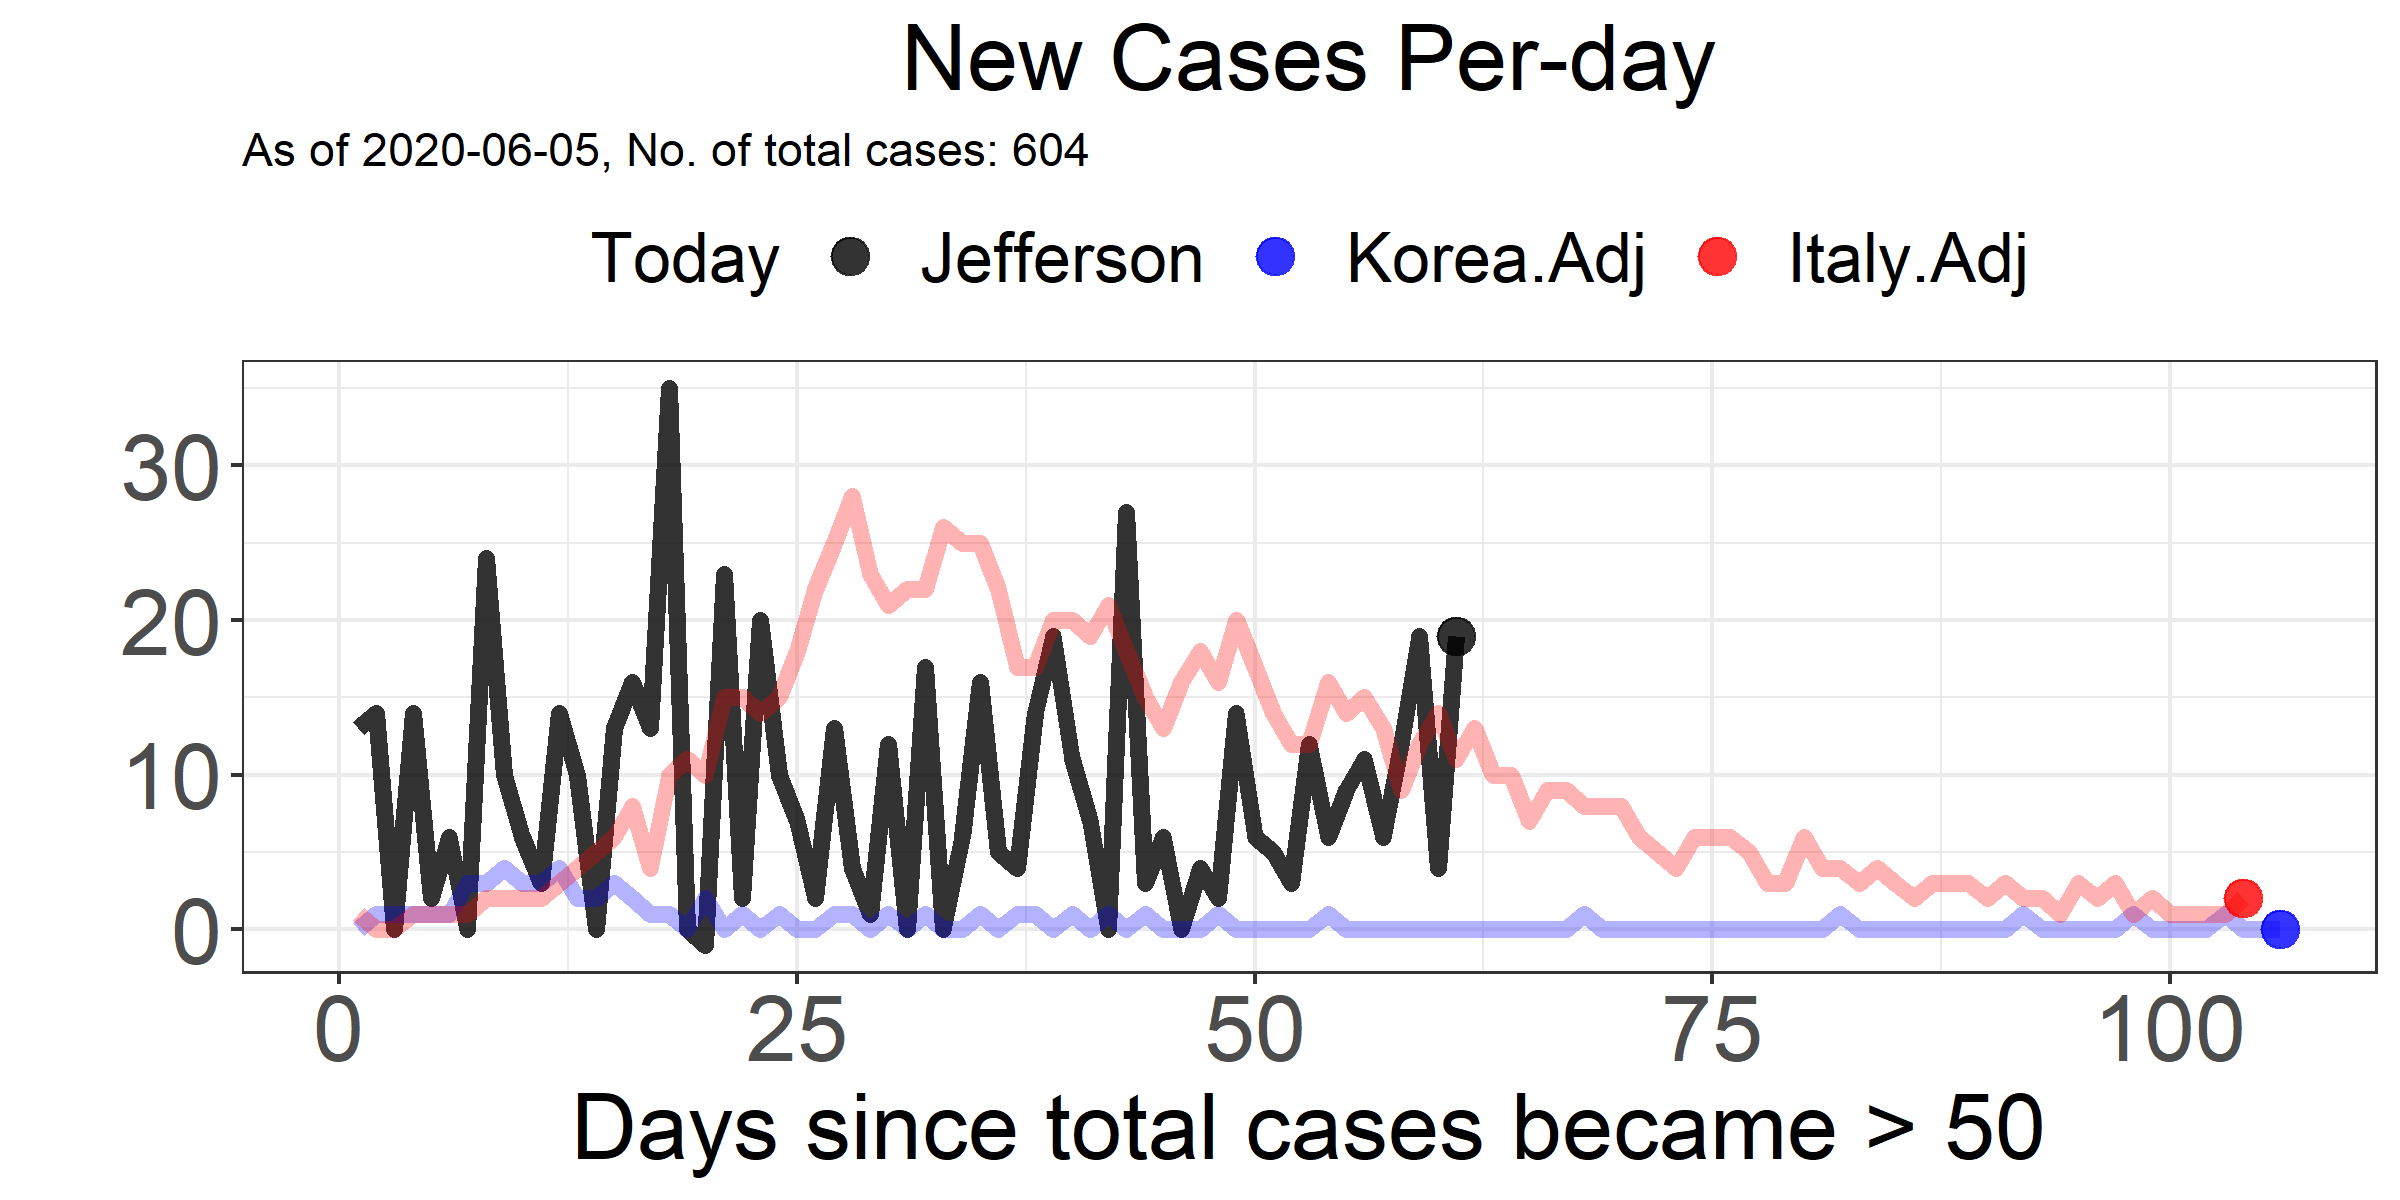 New Cases Per-day
As of 2020-06-05, No. of total cases: 604
Today Jefferson Korea.Adj Italy.Adj
30
20
10
0
0 25 50 75 100
Days since total cases became > 50